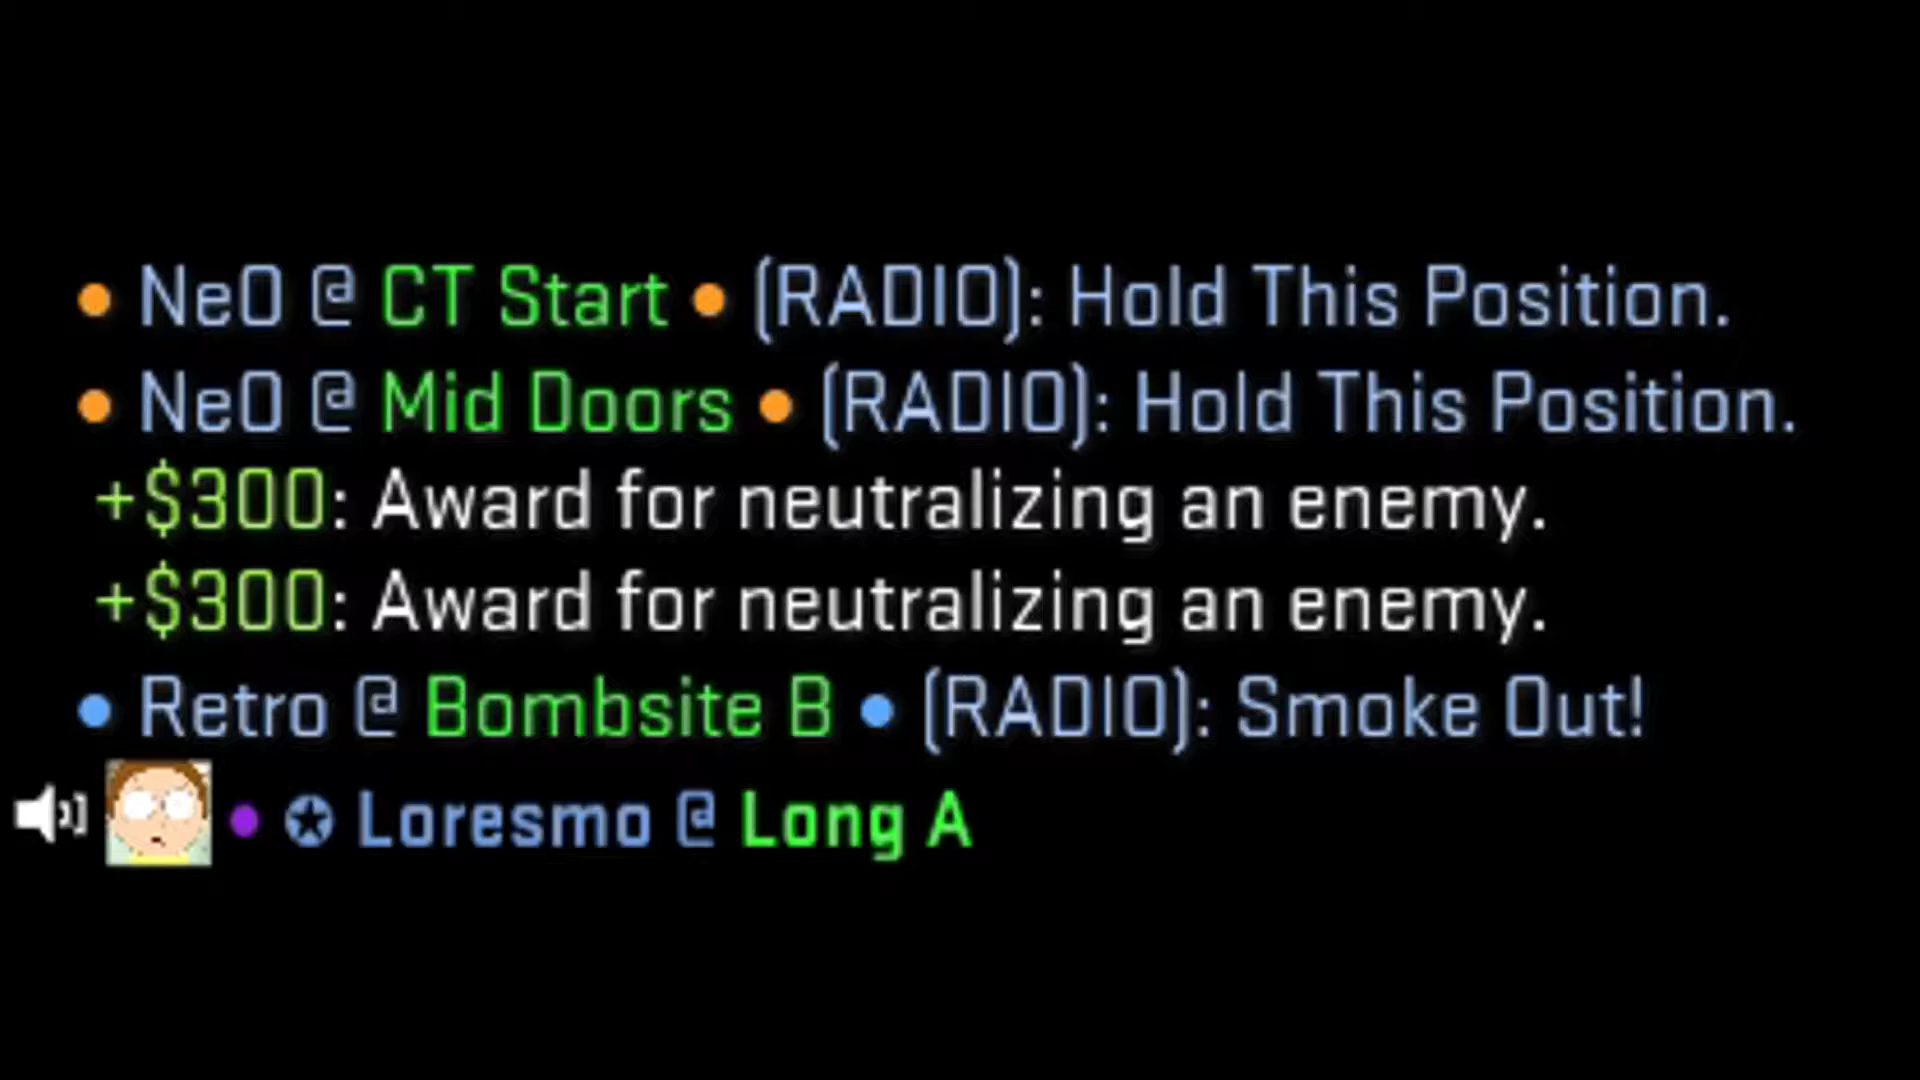 • NeO @ CT Start • (RADIO): Hold This Position.
• NeO @ Mid Doors • (RADIO): Hold This Position.
+$300: Award for neutralizing an enemy.
+$300: Award for neutralizing an enemy.
• Retro @ Bombsite B • (RADIO): Smoke Out!
• ✪ Loresmo @ Long A